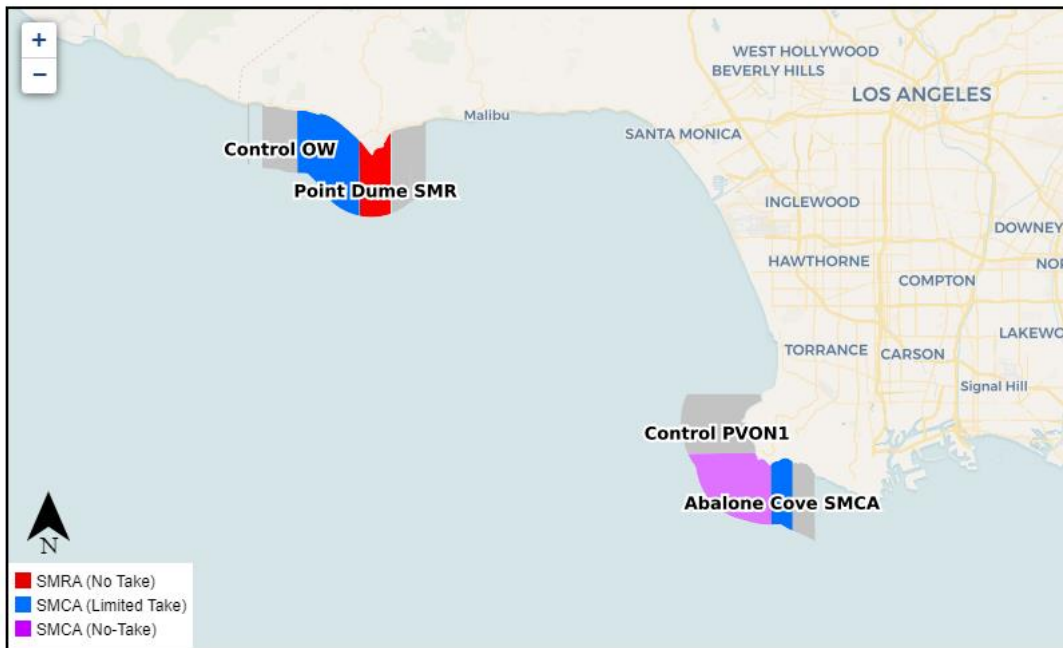 +
−
WEST HOLLYWOOD
BEVERLY HILLS
LOS ANGELES
Malibu
SANTA MONICA
Control OW
Point Dume SMR
INGLEWOOD
DOWNEY
HAWTHORNE
NOR
COMPTON
LAKEWO
TORRANCE
CARSON
Signal Hill
Control PVON1
Abalone Cove SMCA
N
SMRA (No Take)
SMCA (Limited Take)
SMCA (No-Take)